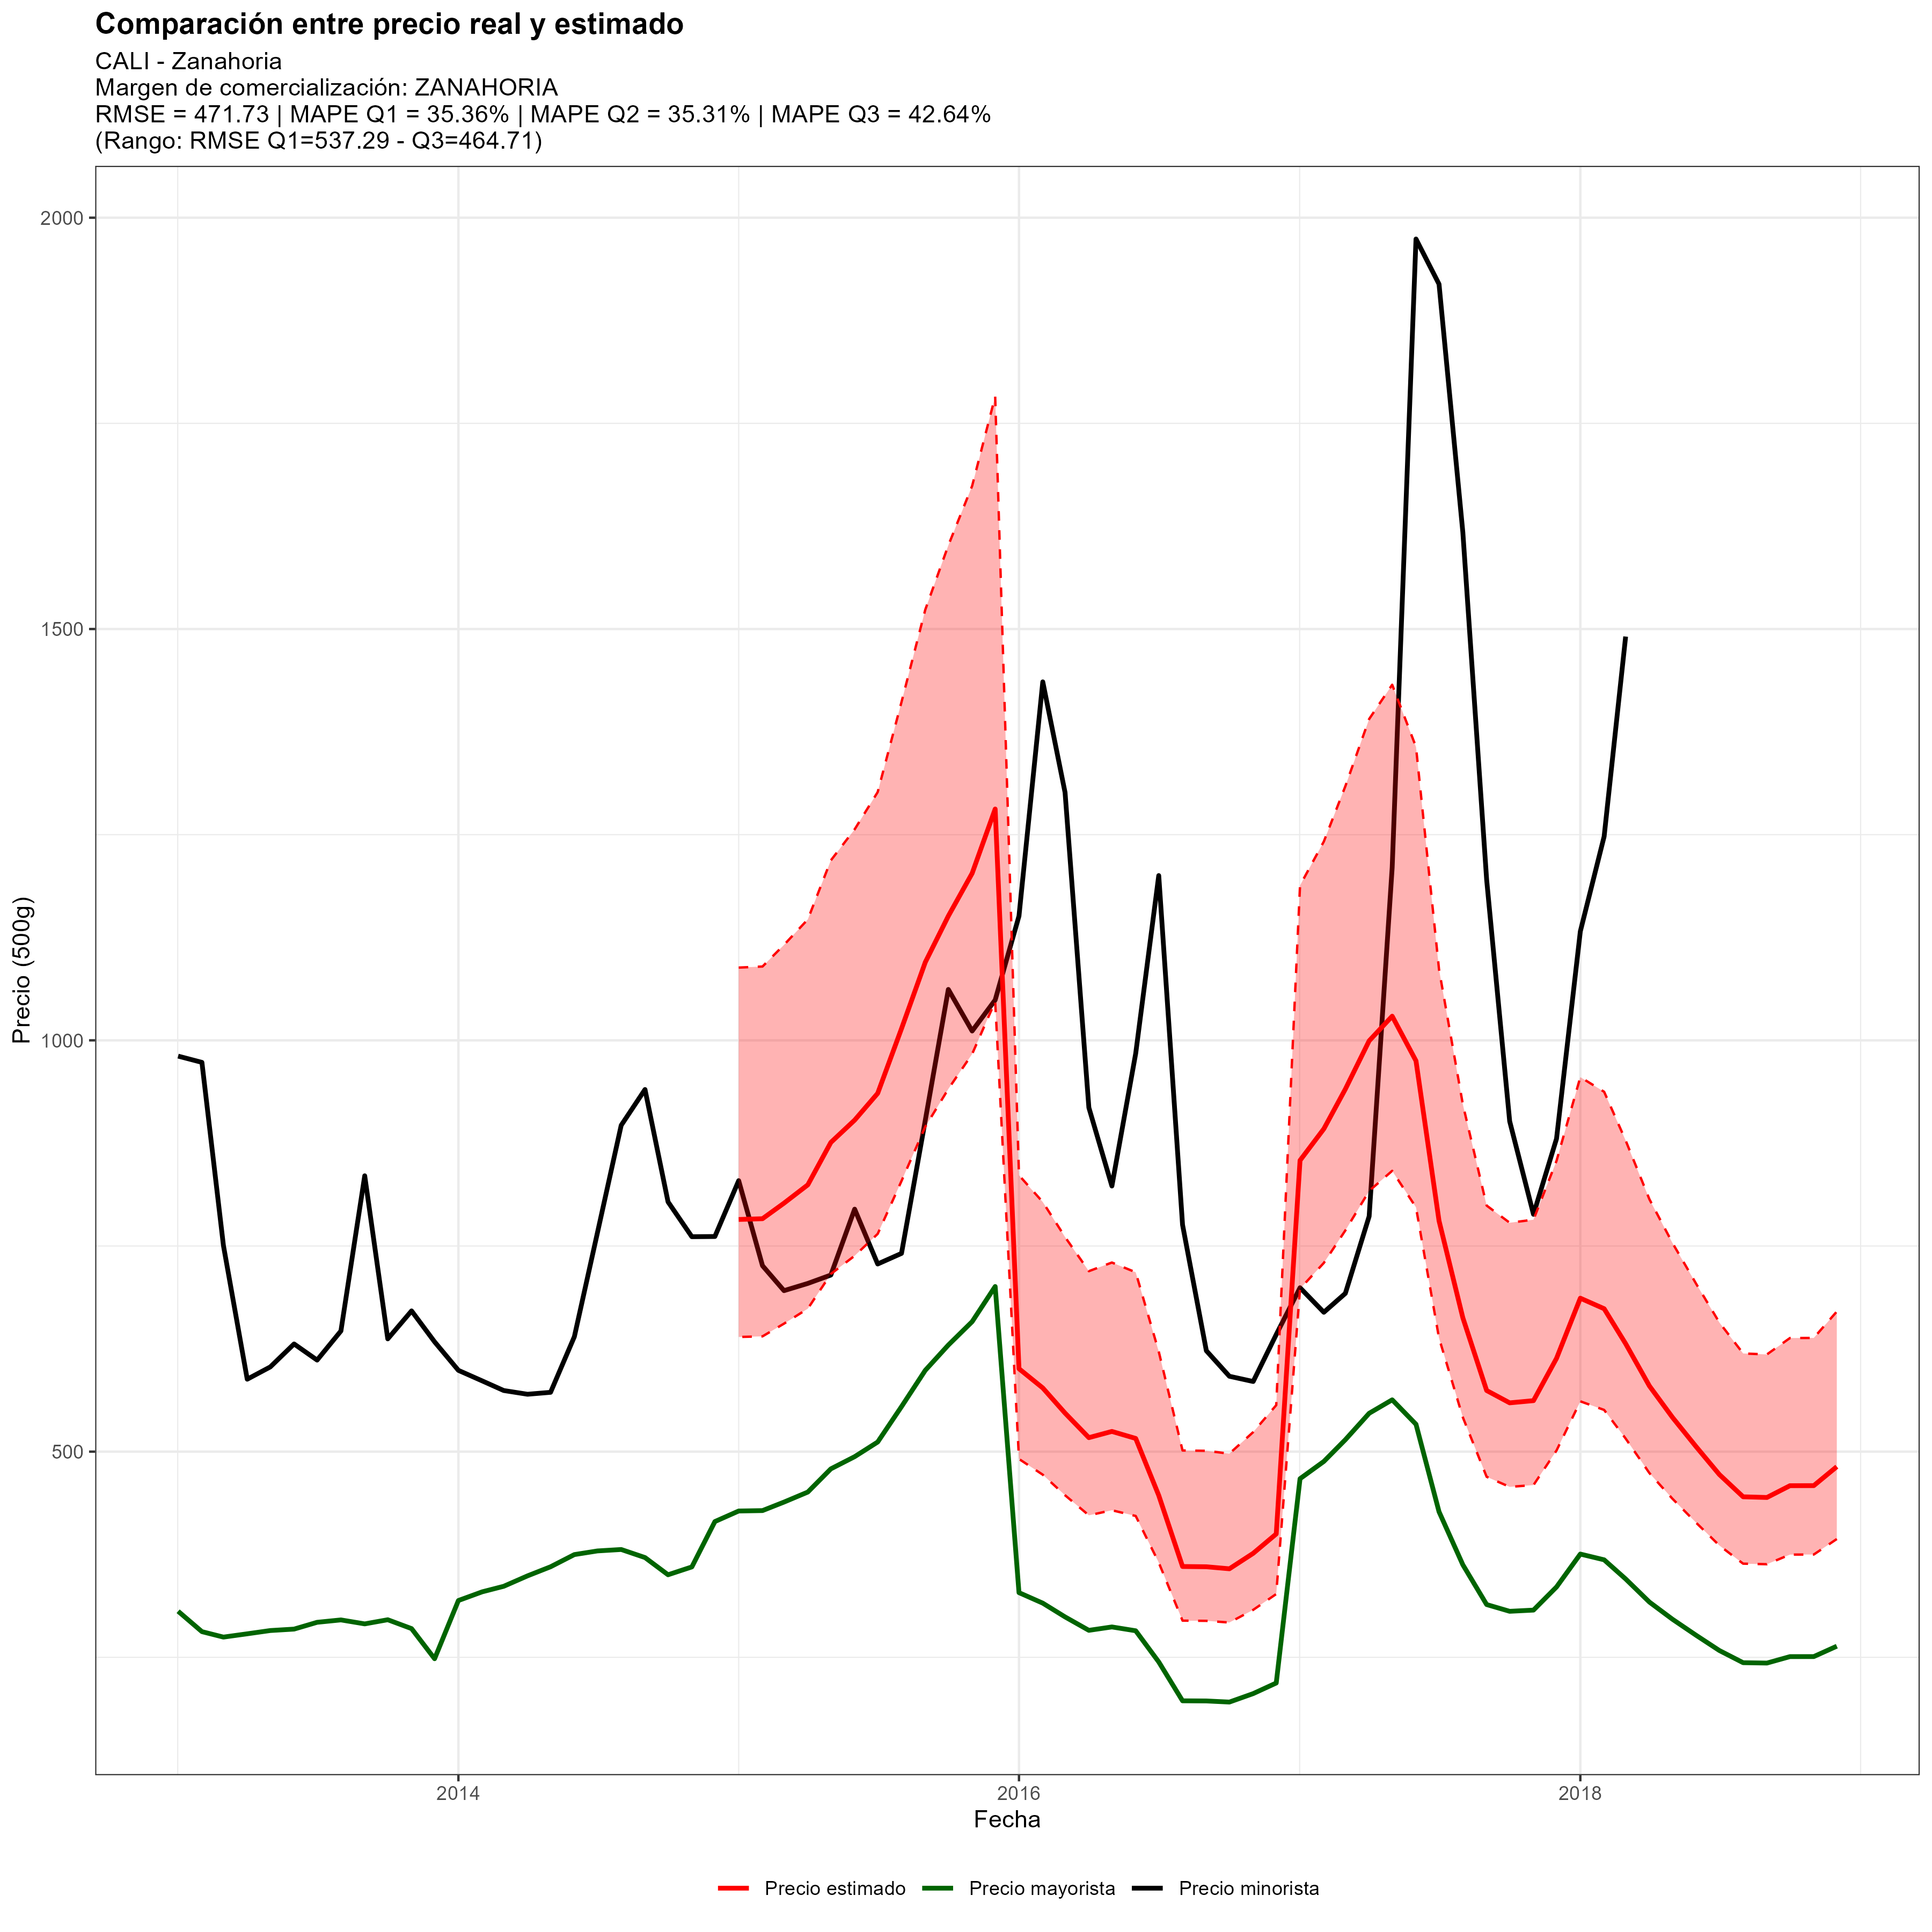 Comparación entre precio real y estimado
CALI - Zanahoria
Margen de comercialización: ZANAHORIA
RMSE = 471.73 | MAPE Q1 = 35.36% | MAPE Q2 = 35.31% | MAPE Q3 = 42.64%
(Rango: RMSE Q1=537.29 - Q3=464.71)
2000
1500
1000
500
Precio (500g)
2014
2016
2018
Fecha
Precio estimado
Precio mayorista
Precio minorista